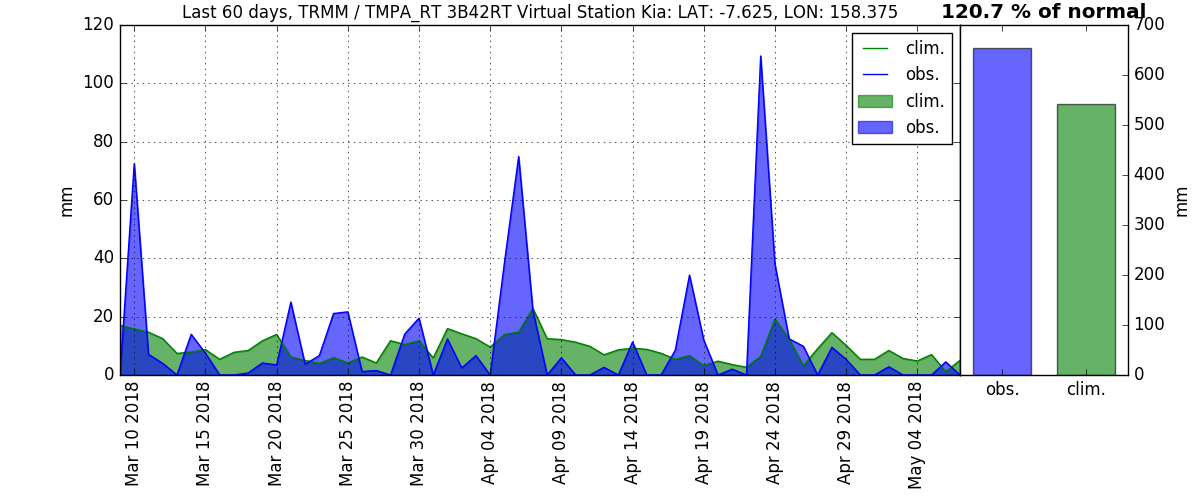 Last 60 days, TRMM / TMPA_RT 3B42RT Virtual Station Kia: LAT: -7.625, LON: 158.375
120.7 % of normal
120
100
80
60
40
20
0
mm
clim.
obs.
clim.
obs.
700
600
500
400
300
200
100
0
mm
Mar 10 2018
Mar 15 2018
Mar 20 2018
Mar 25 2018
Mar 30 2018
Apr 04 2018
Apr 09 2018
Apr 14 2018
Apr 19 2018
Apr 24 2018
Apr 29 2018
May 04 2018
obs.
clim.